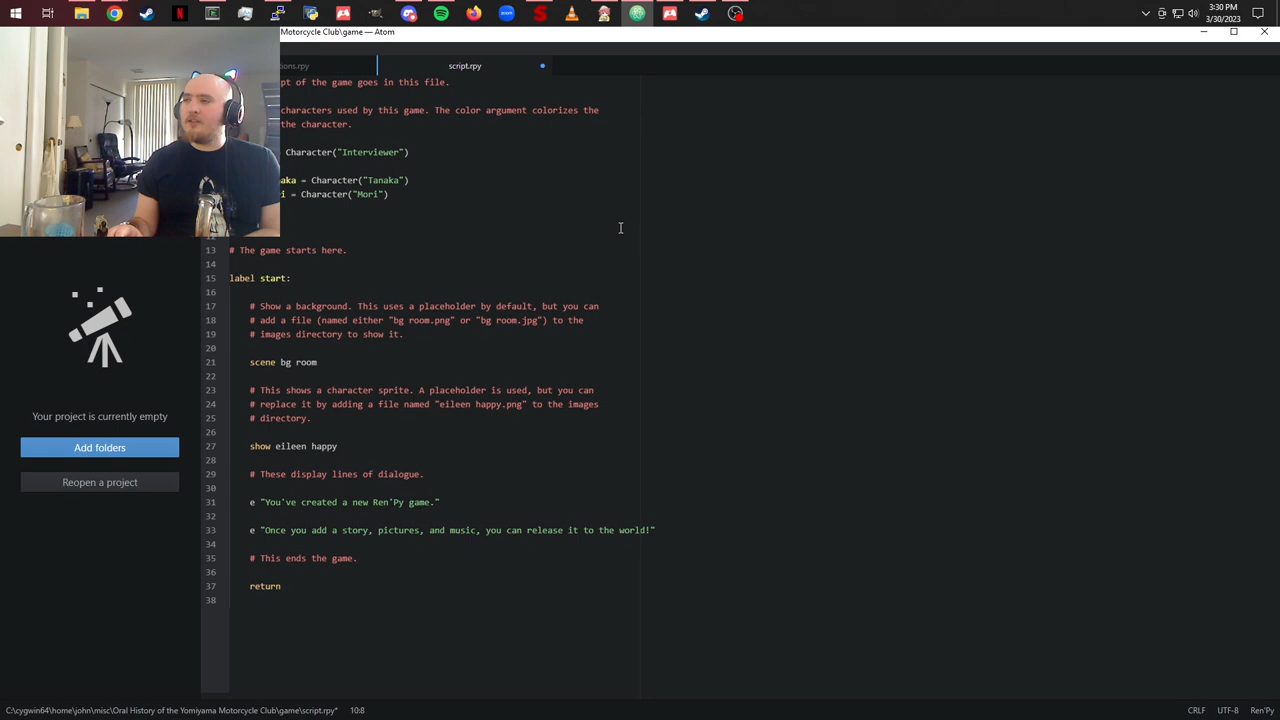 3:30 PM
3/30/2023
Motorcycle Club\game — Atom
ions.rpy
script.rpy
pt of the game goes in this file.
characters used by this game. The color argument colorizes the
the character.
Character("Interviewer")
aka = Character("Tanaka")
i = Character("Mori")
12
13 # The game starts here.
14
15 label start:
16
17 # Show a background. This uses a placeholder by default, but you can
18 # add a file (named either "bg room.png" or "bg room.jpg") to the
19 # images directory to show it.
20
21 scene bg room
22
23 # This shows a character sprite. A placeholder is used, but you can
24 # replace it by adding a file named "eileen happy.png" to the images
25 # directory.
26
27 show eileen happy
28
29 # These display lines of dialogue.
30
31 e "You've created a new Ren'Py game."
32
33 e "Once you add a story, pictures, and music, you can release it to the world!"
34
35 # This ends the game.
36
37 return
38
Your project is currently empty
Add folders
Reopen a project
C:\cygwin64\home\john\misc\Oral History of the Yomiyama Motorcycle Club\game\script.rpy* 10:8
CRLF UTF-8 Ren'Py